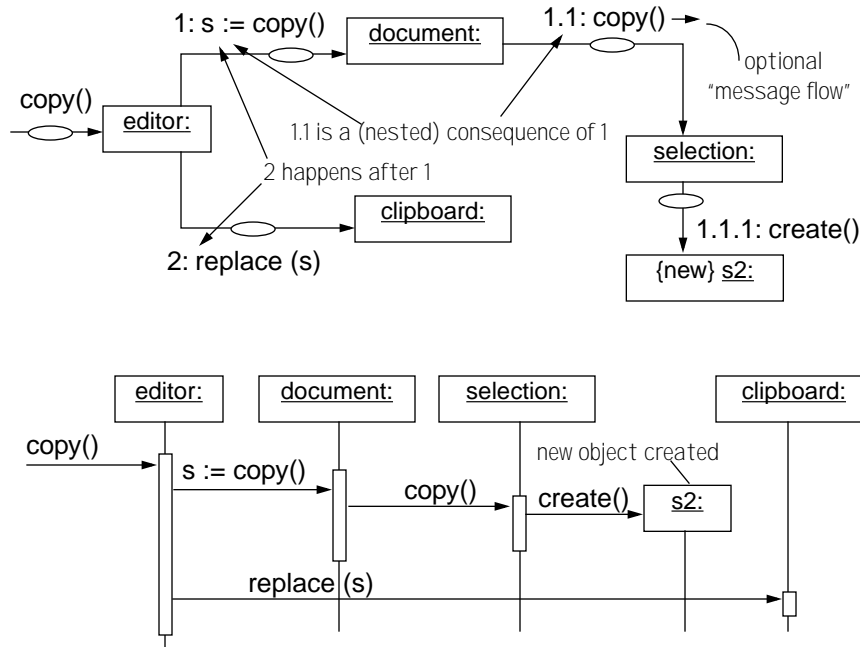 1: s := copy()
document:
1.1: copy()
optional
“message flow”
copy()
editor:
1.1 is a (nested) consequence of 1
selection:
2 happens after 1
clipboard:
1.1.1: create()
2: replace (s)
{new} s2:
editor:
document:
selection:
clipboard:
copy()
new object created
s := copy()
copy()
create()
s2:
replace (s)